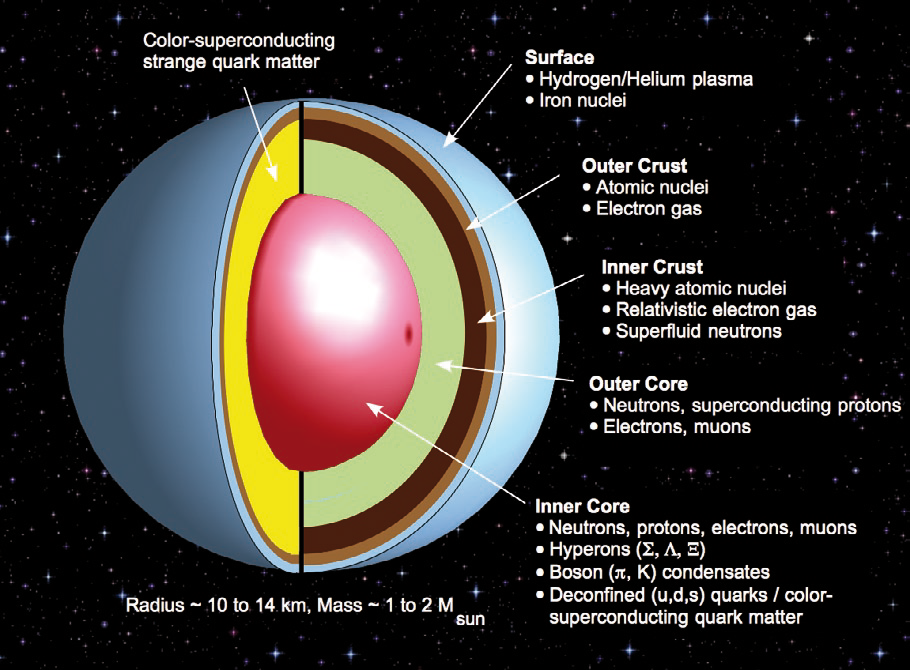 Color-superconducting
strange quark matter
Surface
• Hydrogen/Helium plasma
• Iron nuclei
Outer Crust
• Atomic nuclei
• Electron gas
Inner Crust
• Heavy atomic nuclei
• Relativistic electron gas
• Superfluid neutrons
Outer Core
• Neutrons, superconducting protons
• Electrons, muons
Inner Core
• Neutrons, protons, electrons, muons
• Hyperons (Σ, Λ, Ξ)
• Boson (π, K) condensates
• Deconfined (u,d,s) quarks / color-
superconducting quark matter
Radius ~ 10 to 14 km, Mass ~ 1 to 2 M sun